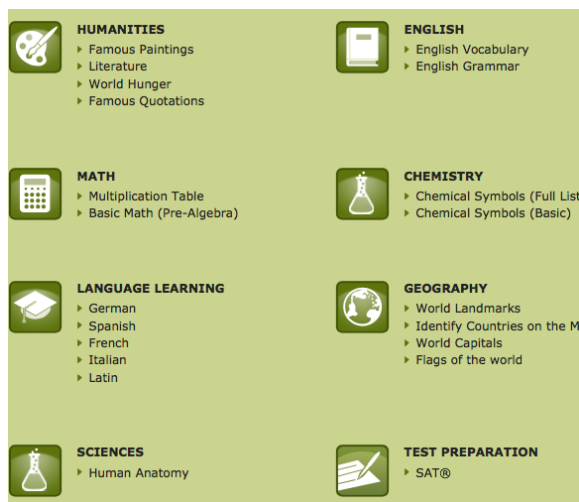 HUMANITIES
Famous Paintings
Literature
World Hunger
Famous Quotations
ENGLISH
English Vocabulary
English Grammar
MATH
Multiplication Table
Basic Math (Pre-Algebra)
CHEMISTRY
Chemical Symbols (Full List
Chemical Symbols (Basic)
LANGUAGE LEARNING
German
Spanish
French
Italian
Latin
GEOGRAPHY
World Landmarks
Identify Countries on the M
World Capitals
Flags of the world
SCIENCES
Human Anatomy
TEST PREPARATION
SAT®